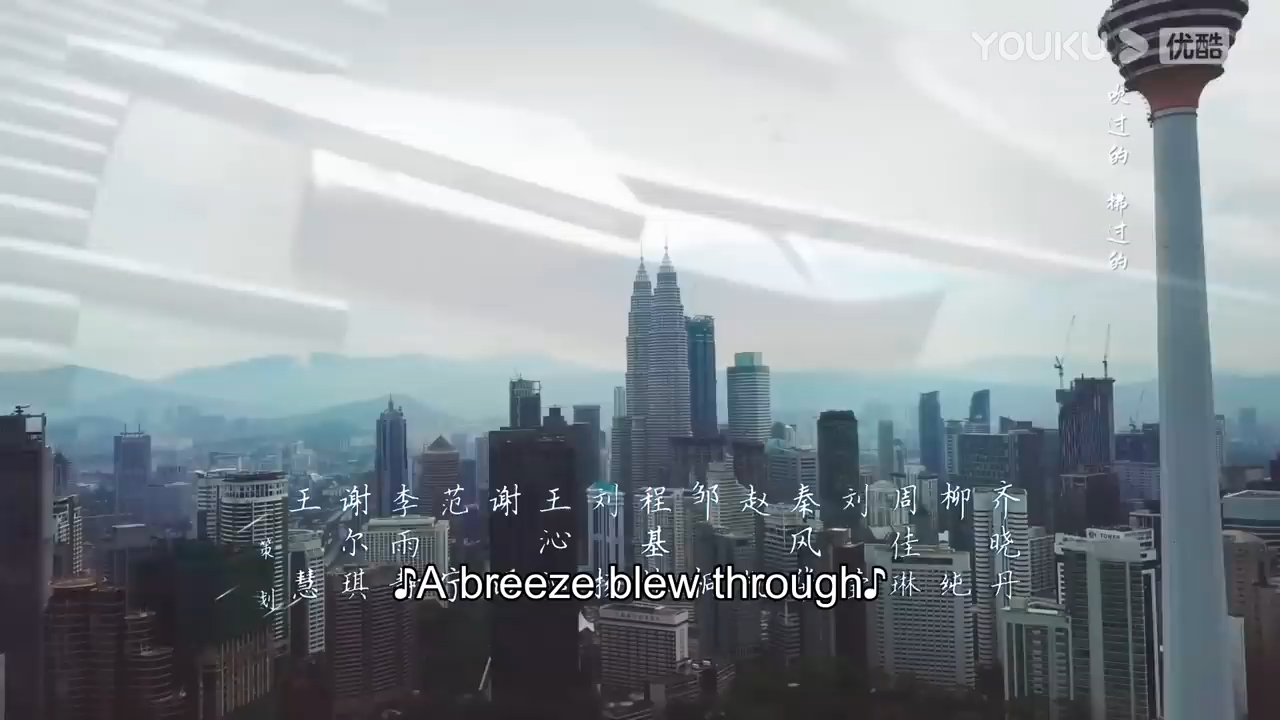 YOUKU 优酷
吹过的 拂过的
齐晓丹
柳纯
周佳琳
刘
秦风
赵
邹
程基
刘
王沁
谢
范
李雨
谢尔琪
王慧
策划
♪A breeze blew through♪